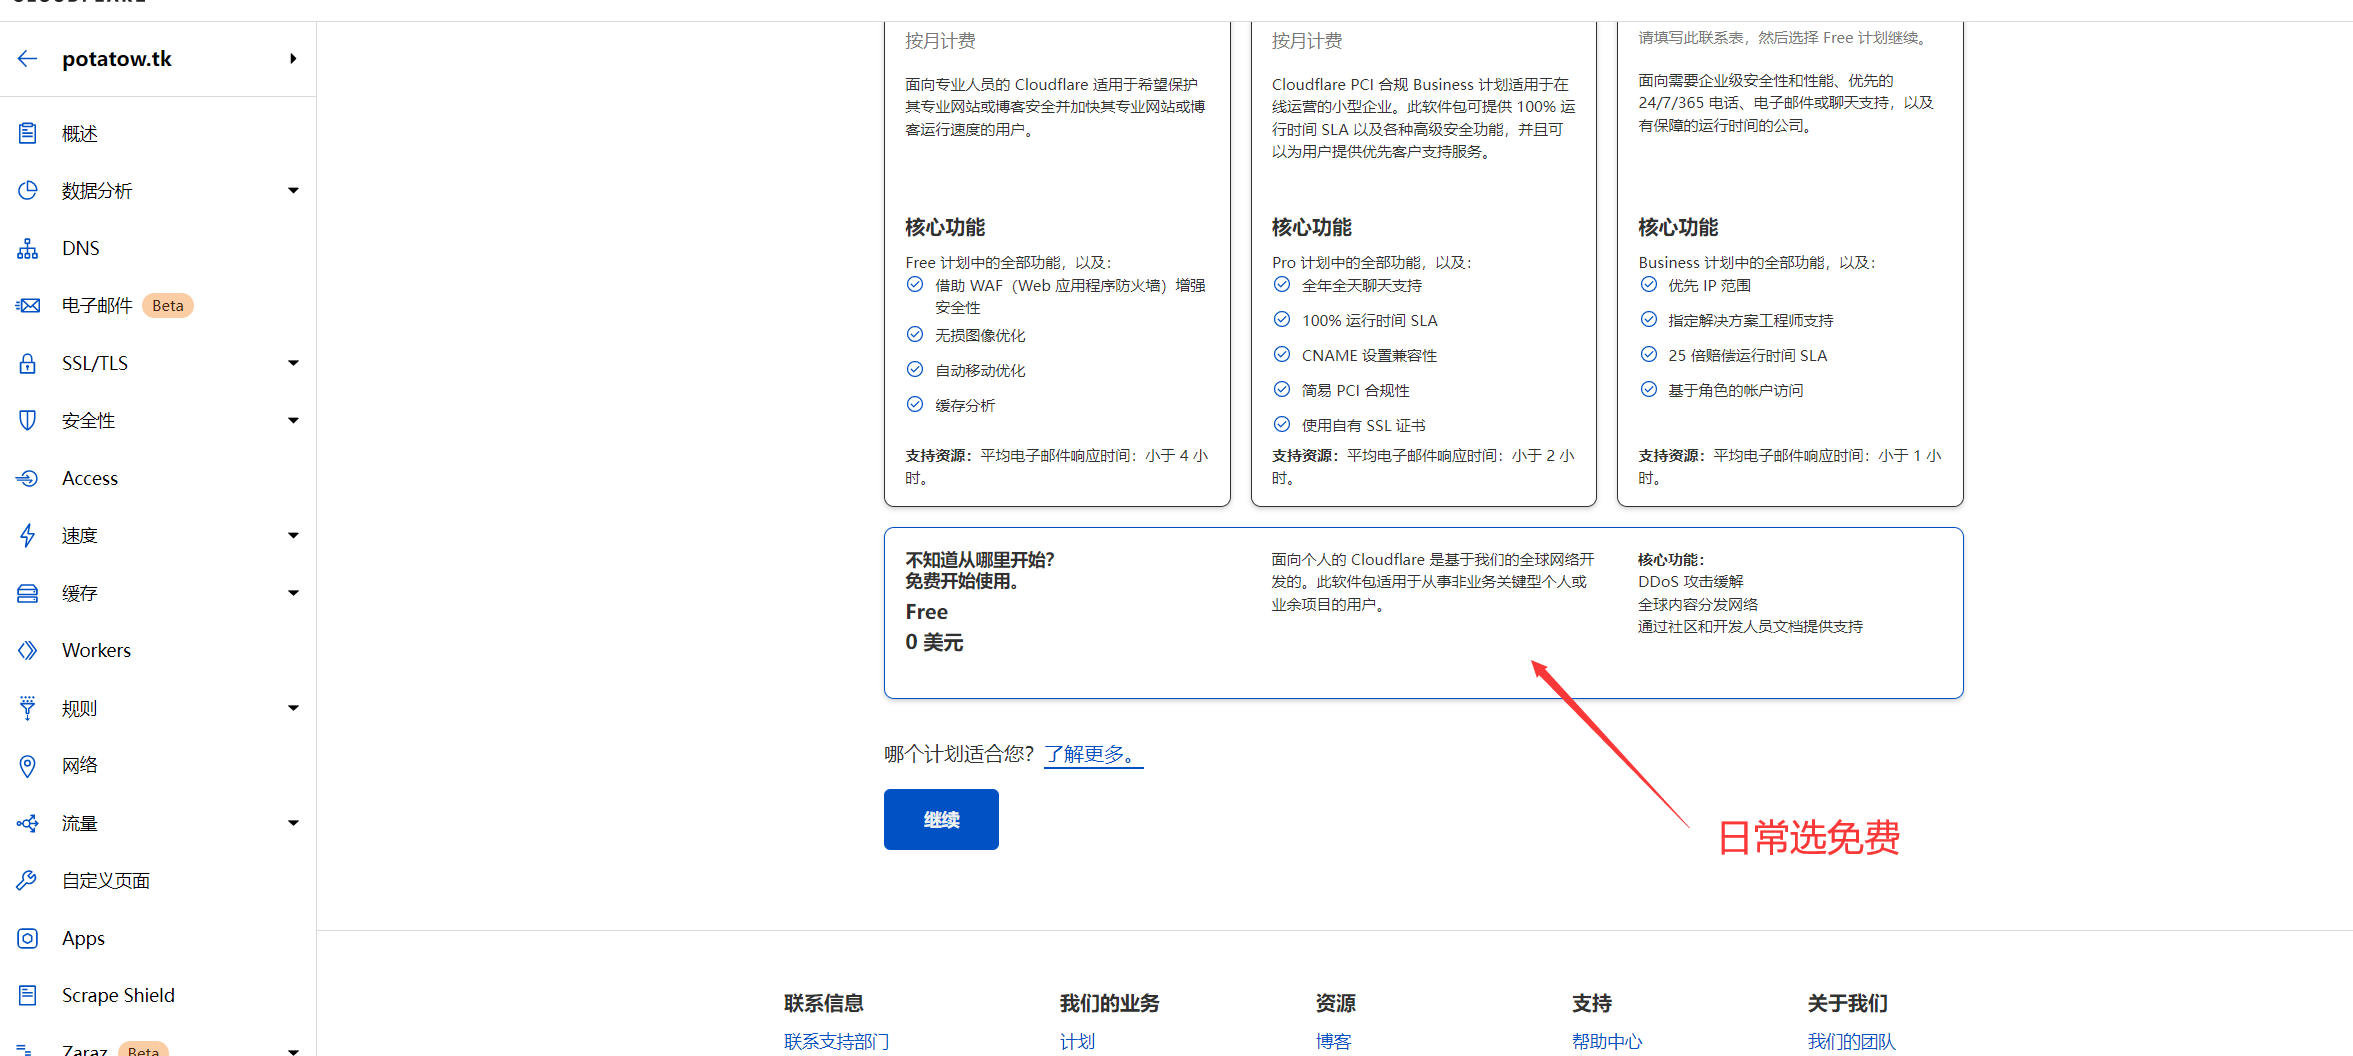 CLOUDFLARE
potatow.tk
概述
数据分析
DNS
电子邮件 Beta
SSL/TLS
安全性
Access
速度
缓存
Workers
规则
网络
流量
自定义页面
Apps
Scrape Shield
Zaraz Beta
按月计费
面向专业人员的 Cloudflare 适用于希望保护
其专业网站或博客安全并加快其专业网站或博
客运行速度的用户。
核心功能
Free 计划中的全部功能，以及：
借助 WAF（Web 应用程序防火墙）增强
安全性
无损图像优化
自动移动优化
缓存分析
支持资源：平均电子邮件响应时间：小于 4 小
时。
按月计费
Cloudflare PCI 合规 Business 计划适用于在
线运营的小型企业。此软件包可提供 100% 运
行时间 SLA 以及各种高级安全功能，并且可
以为用户提供优先客户支持服务。
核心功能
Pro 计划中的全部功能，以及：
全年全天聊天支持
100% 运行时间 SLA
CNAME 设置兼容性
简易 PCI 合规性
使用自有 SSL 证书
支持资源：平均电子邮件响应时间：小于 2 小
时。
请填写此联系表，然后选择 Free 计划继续。
面向需要企业级安全性和性能、优先的
24/7/365 电话、电子邮件或聊天支持，以及
有保障的运行时间的公司。
核心功能
Business 计划中的全部功能，以及：
优先 IP 范围
指定解决方案工程师支持
25 倍赔偿运行时间 SLA
基于角色的帐户访问
支持资源：平均电子邮件响应时间：小于 1 小
时。
不知道从哪里开始？
免费开始使用。
Free
0 美元
面向个人的 Cloudflare 是基于我们的全球网络开
发的。此软件包适用于从事非业务关键型个人或
业余项目的用户。
核心功能：
DDoS 攻击缓解
全球内容分发网络
通过社区和开发人员文档提供支持
哪个计划适合您？了解更多。
继续
日常选免费
联系信息
联系支持部门
我们的业务
计划
资源
博客
支持
帮助中心
关于我们
我们的团队